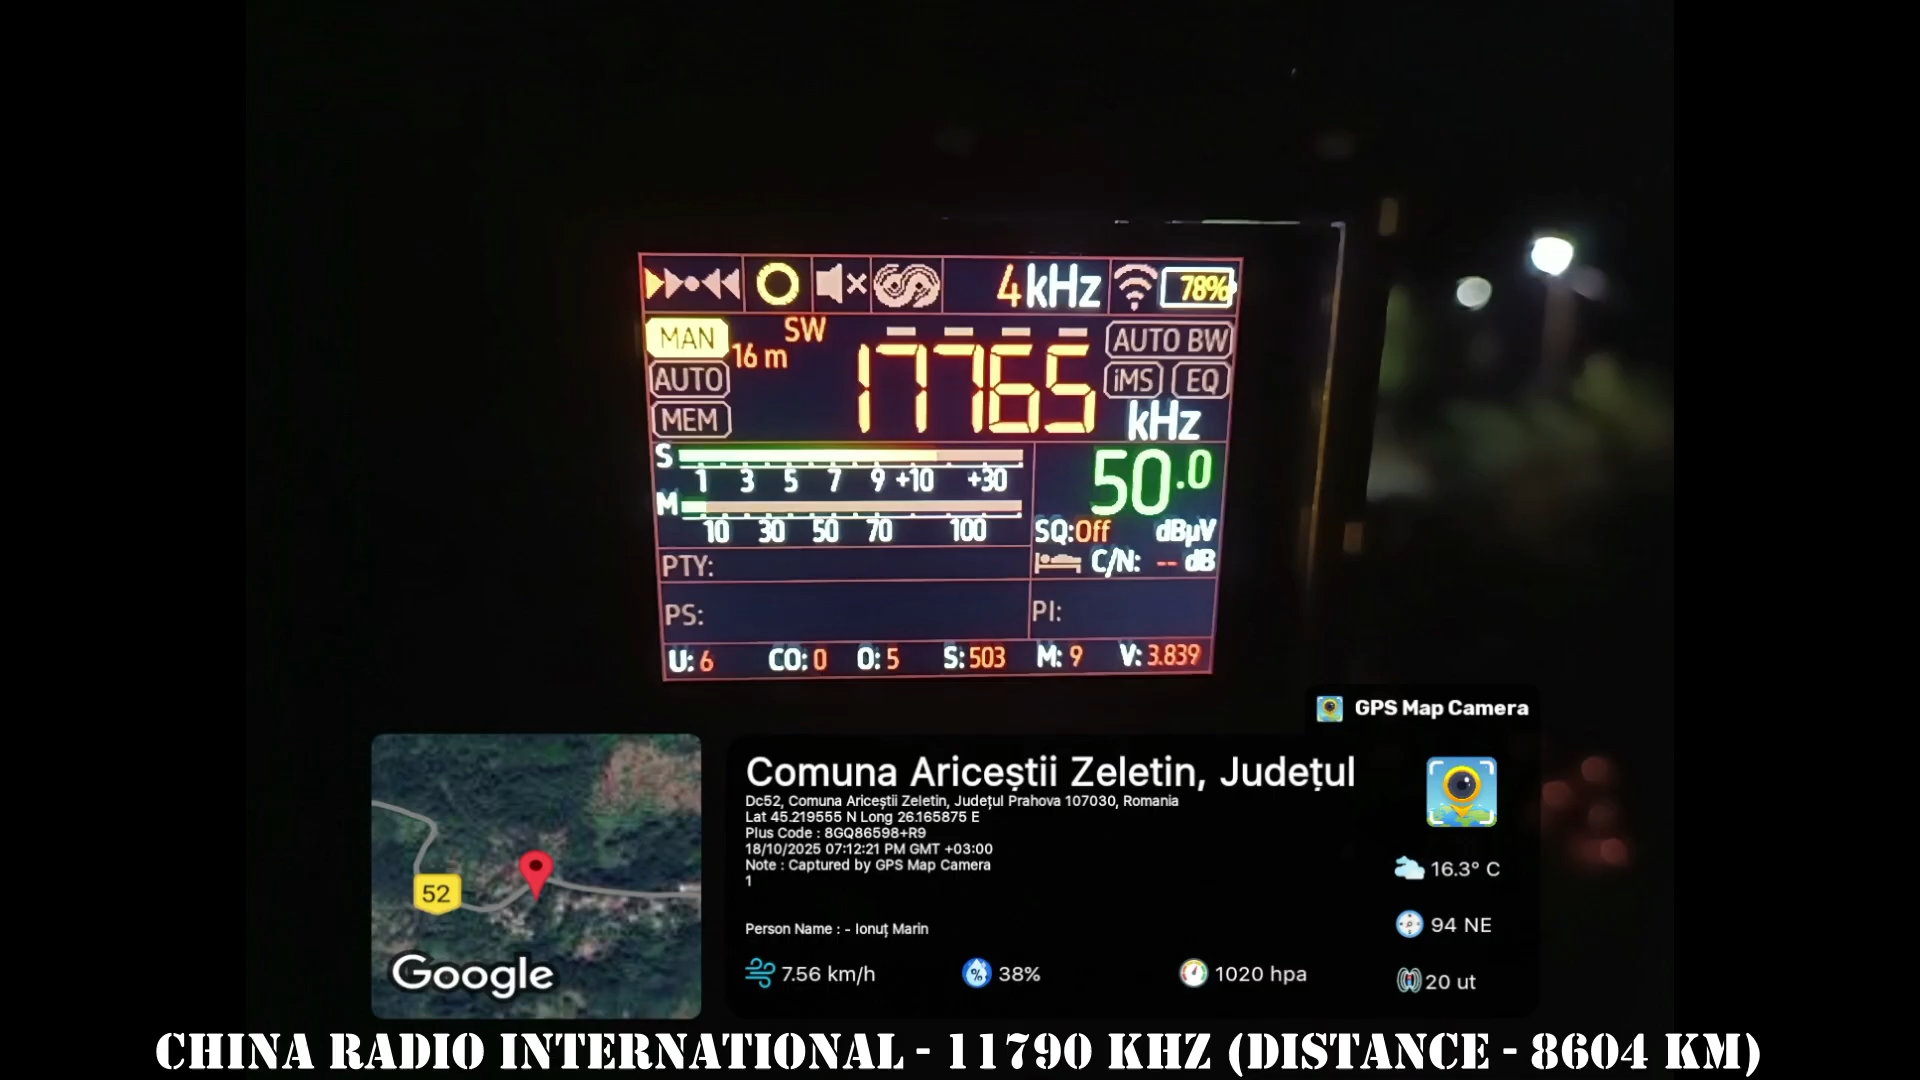 4kHz
78%
MAN
SW
AUTO BW
16 m
17765
AUTO
iMS
EQ
MEM
kHz
S
1 3 5 7 9 +10 +30
50.0
M
10 30 50 70 100
SQ:Off dBµV
PTY:
C/N: -- dB
PS:
PI:
U: 6 CO: 0 O: 5 S: 503 M: 9 V: 3.839
GPS Map Camera
Comuna Ariceștii Zeletin, Județul
Dc52, Comuna Ariceștii Zeletin, Județul Prahova 107030, Romania
Lat 45.219555 N Long 26.165875 E
Plus Code : 8GQ86598+R9
18/10/2025 07:12:21 PM GMT +03:00
Note : Captured by GPS Map Camera
1
Person Name : - Ionuț Marin
7.56 km/h
38%
1020 hpa
16.3° C
94 NE
20 ut
52
Google
CHINA RADIO INTERNATIONAL - 11790 KHZ (DISTANCE - 8604 KM)